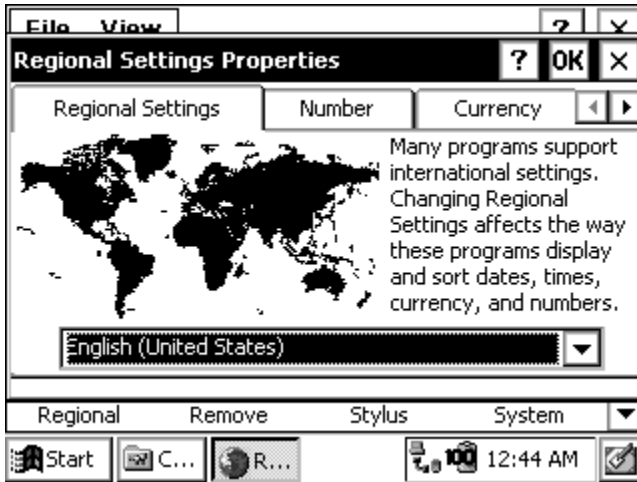 File View ? ×
Regional Settings Properties ? OK ×
Regional Settings Number Currency
Many programs support
international settings.
Changing Regional
Settings affects the way
these programs display
and sort dates, times,
currency, and numbers.
English (United States)
Regional Remove Stylus System
Start C... R... 100 12:44 AM